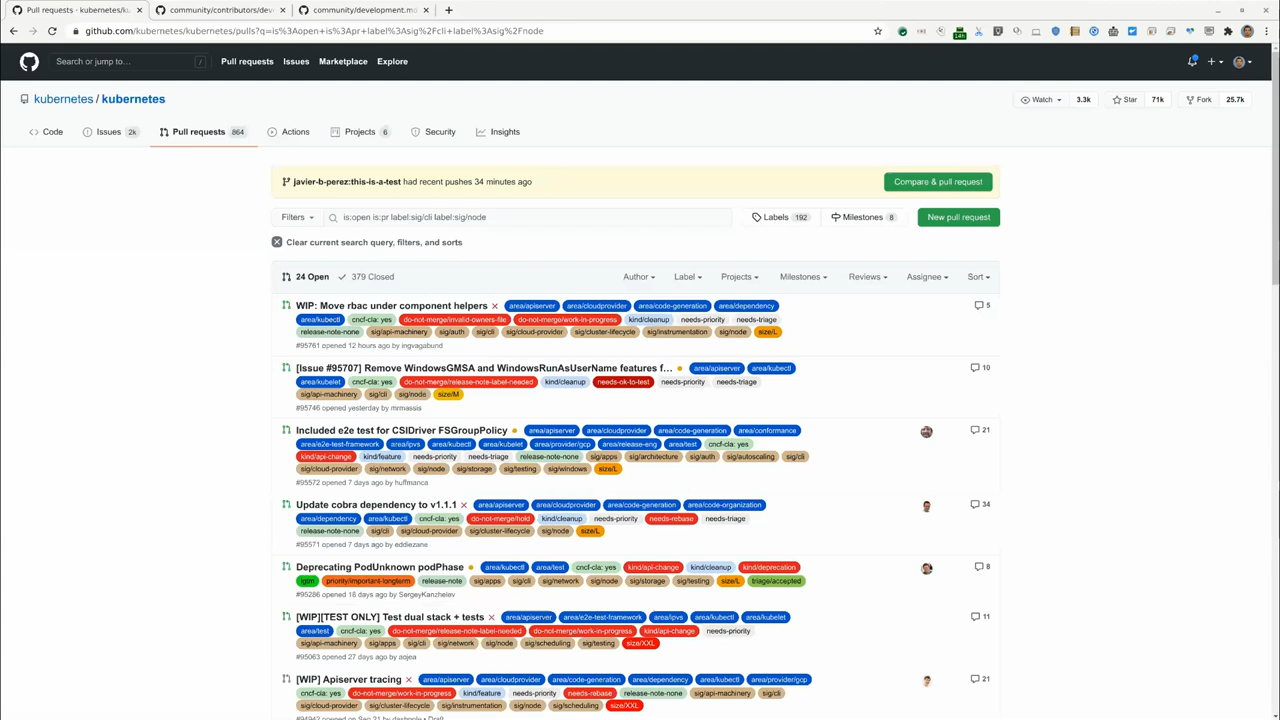 Pull requests · kubernetes/ku
community/contributors/dev
community/development.md
github.com/kubernetes/kubernetes/pulls?q=is%3Aopen+is%3Apr+label%3Asig%2Fcli+label%3Asig%2Fnode
14h
Search or jump to… / Pull requests Issues Marketplace Explore
kubernetes / kubernetes Watch 3.3k Star 71k Fork 25.7k
Code Issues 2k Pull requests 864 Actions Projects 6 Security Insights
javier-b-perez:this-is-a-test had recent pushes 34 minutes ago Compare & pull request
Filters is:open is:pr label:sig/cli label:sig/node Labels 192 Milestones 8 New pull request
Clear current search query, filters, and sorts
24 Open 379 Closed Author Label Projects Milestones Reviews Assignee Sort
WIP: Move rbac under component helpers area/apiserver area/cloudprovider area/code-generation area/dependency 5
area/kubectl cncf-cla: yes do-not-merge/invalid-owners-file do-not-merge/work-in-progress kind/cleanup needs-priority needs-triage
release-note-none sig/api-machinery sig/auth sig/cli sig/cloud-provider sig/cluster-lifecycle sig/instrumentation sig/node size/L
#95761 opened 12 hours ago by ingvagabund
[Issue #95707] Remove WindowsGMSA and WindowsRunAsUserName features f… area/apiserver area/kubectl 10
area/kubelet cncf-cla: yes do-not-merge/release-note-label-needed kind/cleanup needs-ok-to-test needs-priority needs-triage
sig/api-machinery sig/cli sig/node size/M
#95746 opened yesterday by mrmassis
Included e2e test for CSIDriver FSGroupPolicy area/apiserver area/cloudprovider area/code-generation area/conformance 21
area/e2e-test-framework area/ipvs area/kubectl area/kubelet area/provider/gcp area/release-eng area/test cncf-cla: yes
kind/api-change kind/feature needs-priority needs-triage release-note-none sig/apps sig/architecture sig/auth sig/autoscaling sig/cli
sig/cloud-provider sig/network sig/node sig/storage sig/testing sig/windows size/L
#95572 opened 7 days ago by huffmanca
Update cobra dependency to v1.1.1 area/apiserver area/cloudprovider area/code-generation area/code-organization 34
area/dependency area/kubectl cncf-cla: yes do-not-merge/hold kind/cleanup needs-priority needs-rebase needs-triage
release-note-none sig/cli sig/cloud-provider sig/cluster-lifecycle sig/node size/L
#95571 opened 7 days ago by eddiezane
Deprecating PodUnknown podPhase area/kubectl area/test cncf-cla: yes kind/api-change kind/cleanup kind/deprecation 8
lgtm priority/important-longterm release-note sig/apps sig/cli sig/network sig/node sig/storage sig/testing size/L triage/accepted
#95286 opened 18 days ago by SergeyKanzhelev
[WIP][TEST ONLY] Test dual stack + tests area/apiserver area/e2e-test-framework area/ipvs area/kubectl area/kubelet 11
area/test cncf-cla: yes do-not-merge/release-note-label-needed do-not-merge/work-in-progress kind/api-change needs-priority
sig/api-machinery sig/apps sig/cli sig/network sig/node sig/scheduling sig/testing size/XXL
#95063 opened 27 days ago by aojea
[WIP] Apiserver tracing area/apiserver area/cloudprovider area/code-generation area/dependency area/kubectl area/provider/gcp 21
cncf-cla: yes do-not-merge/work-in-progress kind/feature needs-priority needs-rebase release-note-none sig/api-machinery sig/cli
sig/cloud-provider sig/cluster-lifecycle sig/instrumentation sig/node sig/scheduling size/XXL
#94942 opened on Sep 21 by dashpole • Draft